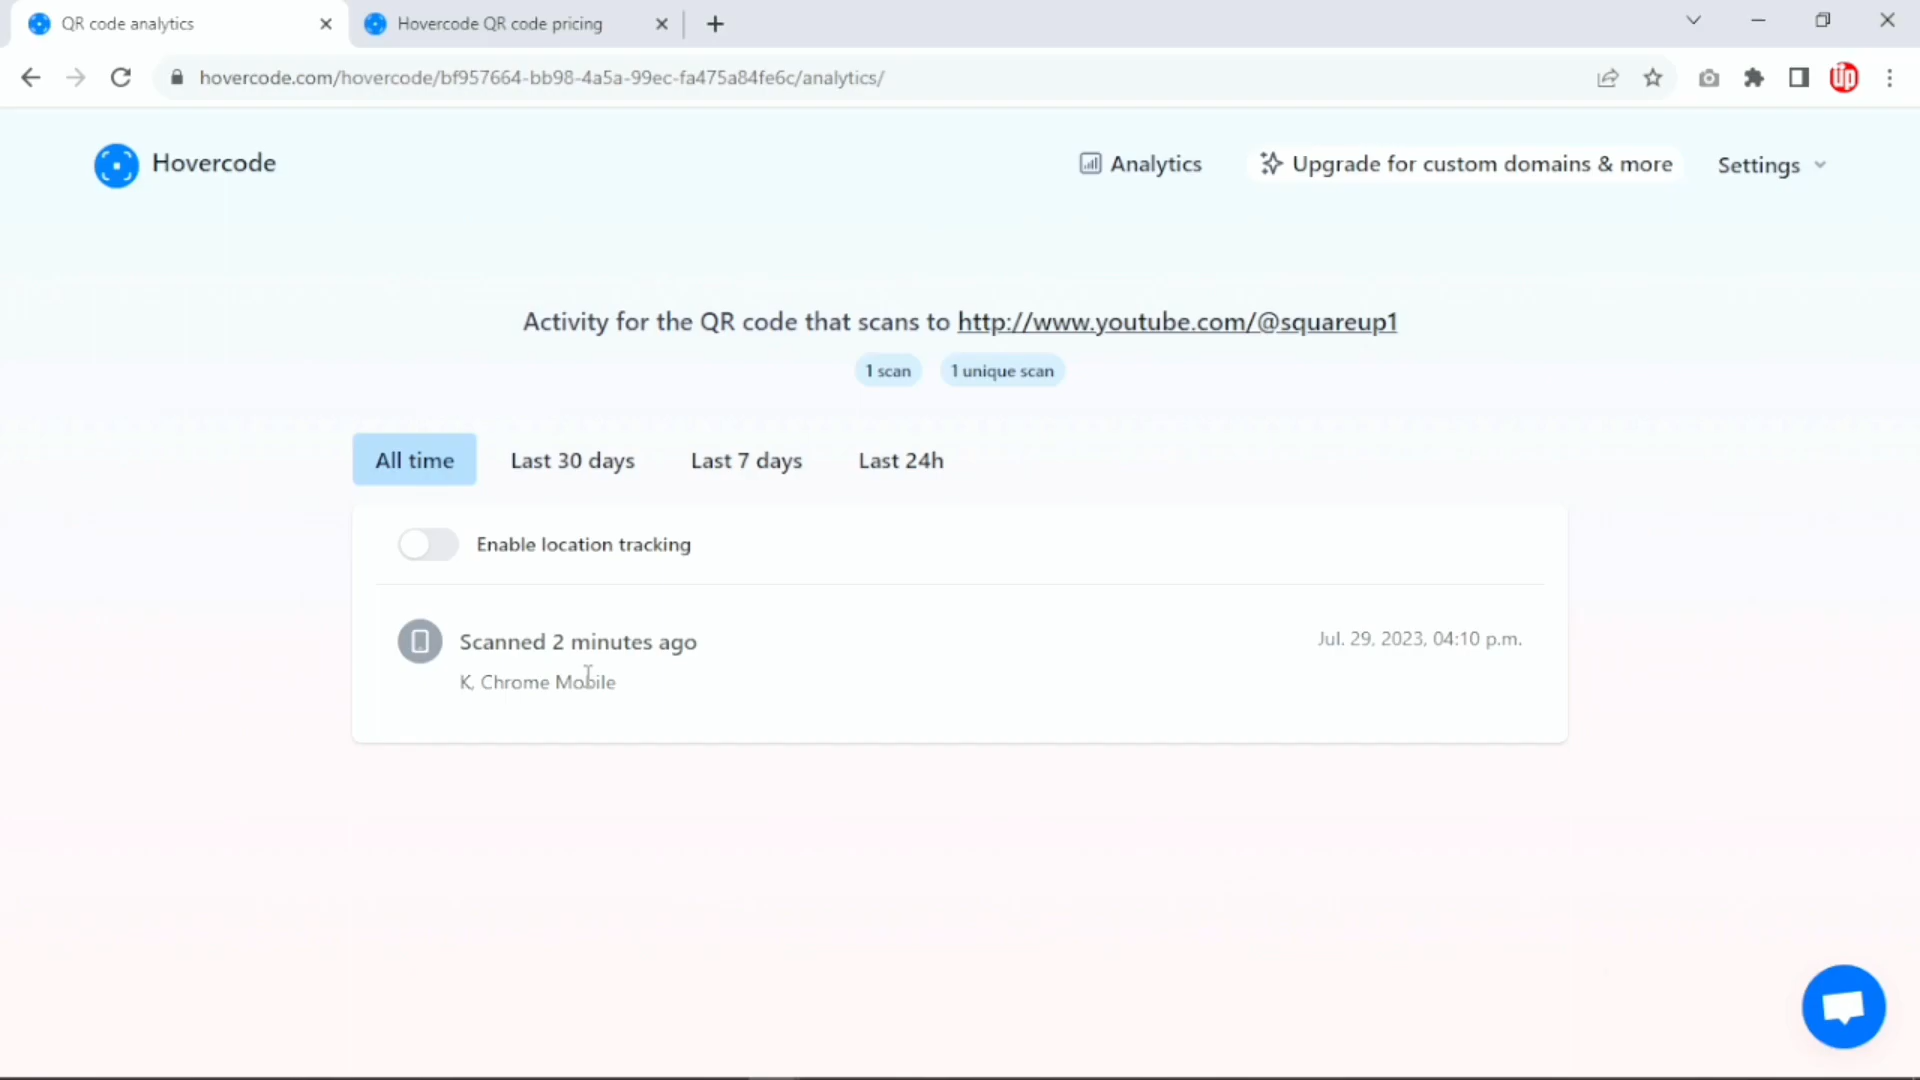 QR code analytics
Hovercode QR code pricing
hovercode.com/hovercode/bf957664-bb98-4a5a-99ec-fa475a84fe6c/analytics/
up
Hovercode
Analytics
Upgrade for custom domains & more
Settings
Activity for the QR code that scans to http://www.youtube.com/@squareup1
1 scan
1 unique scan
All time
Last 30 days
Last 7 days
Last 24h
Enable location tracking
Scanned 2 minutes ago
Jul. 29, 2023, 04:10 p.m.
K, Chrome Mobile